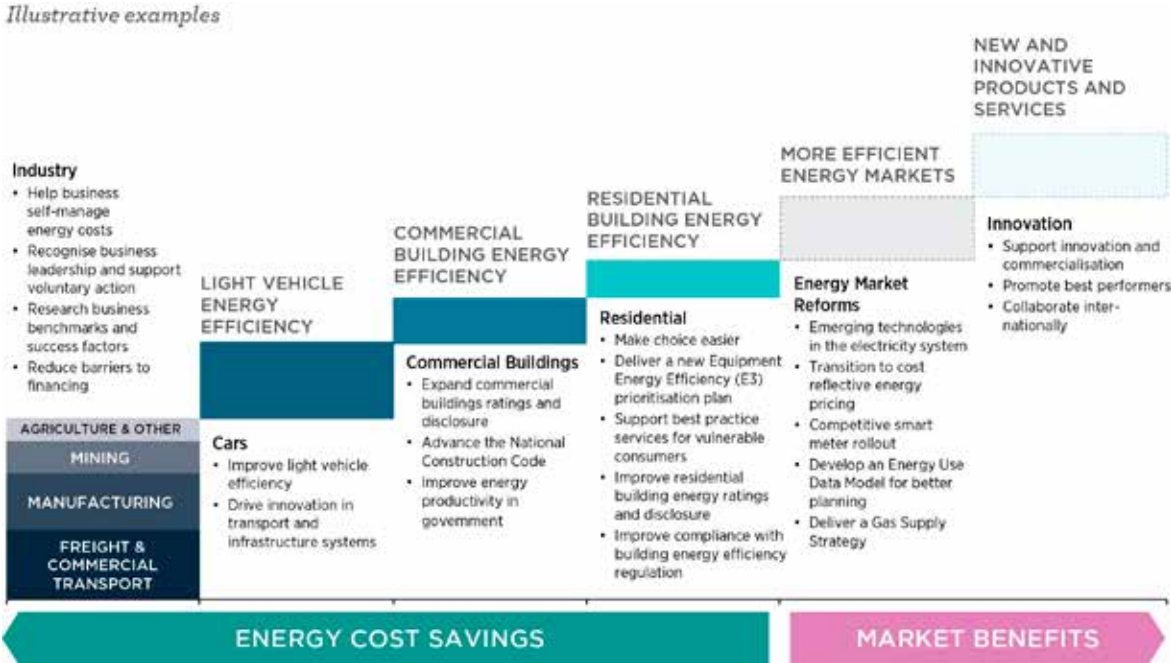 Illustrative examples
Industry
• Help business
self-manage
energy costs
• Recognise business
leadership and support
voluntary action
• Research business
benchmarks and
success factors
• Reduce barriers to
financing
AGRICULTURE & OTHER
MINING
MANUFACTURING
FREIGHT &
COMMERCIAL
TRANSPORT
LIGHT VEHICLE
ENERGY
EFFICIENCY
Cars
• Improve light vehicle
efficiency
• Drive innovation in
transport and
infrastructure systems
COMMERCIAL
BUILDING ENERGY
EFFICIENCY
Commercial Buildings
• Expand commercial
buildings ratings and
disclosure
• Advance the National
Construction Code
• Improve energy
productivity in
government
RESIDENTIAL
BUILDING ENERGY
EFFICIENCY
Residential
• Make choice easier
• Deliver a new Equipment
Energy Efficiency (E3)
prioritisation plan
• Support best practice
services for vulnerable
consumers
• Improve residential
building energy ratings
and disclosure
• Improve compliance with
building energy efficiency
regulation
MORE EFFICIENT
ENERGY MARKETS
Energy Market
Reforms
• Emerging technologies
in the electricity system
• Transition to cost
reflective energy
pricing
• Competitive smart
meter rollout
• Develop an Energy Use
Data Model for better
planning
• Deliver a Gas Supply
Strategy
NEW AND
INNOVATIVE
PRODUCTS AND
SERVICES
Innovation
• Support innovation and
commercialisation
• Promote best performers
• Collaborate inter-
nationally
ENERGY COST SAVINGS
MARKET BENEFITS